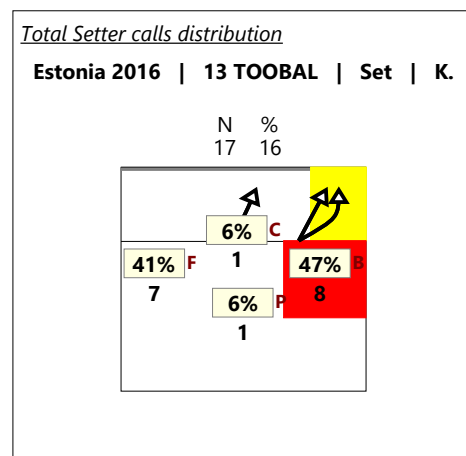 Total Setter calls distribution
Estonia 2016 | 13 TOOBAL | Set | K.
N %
17 16
6% C
1
41% F 47% B
7 8
6% P
1